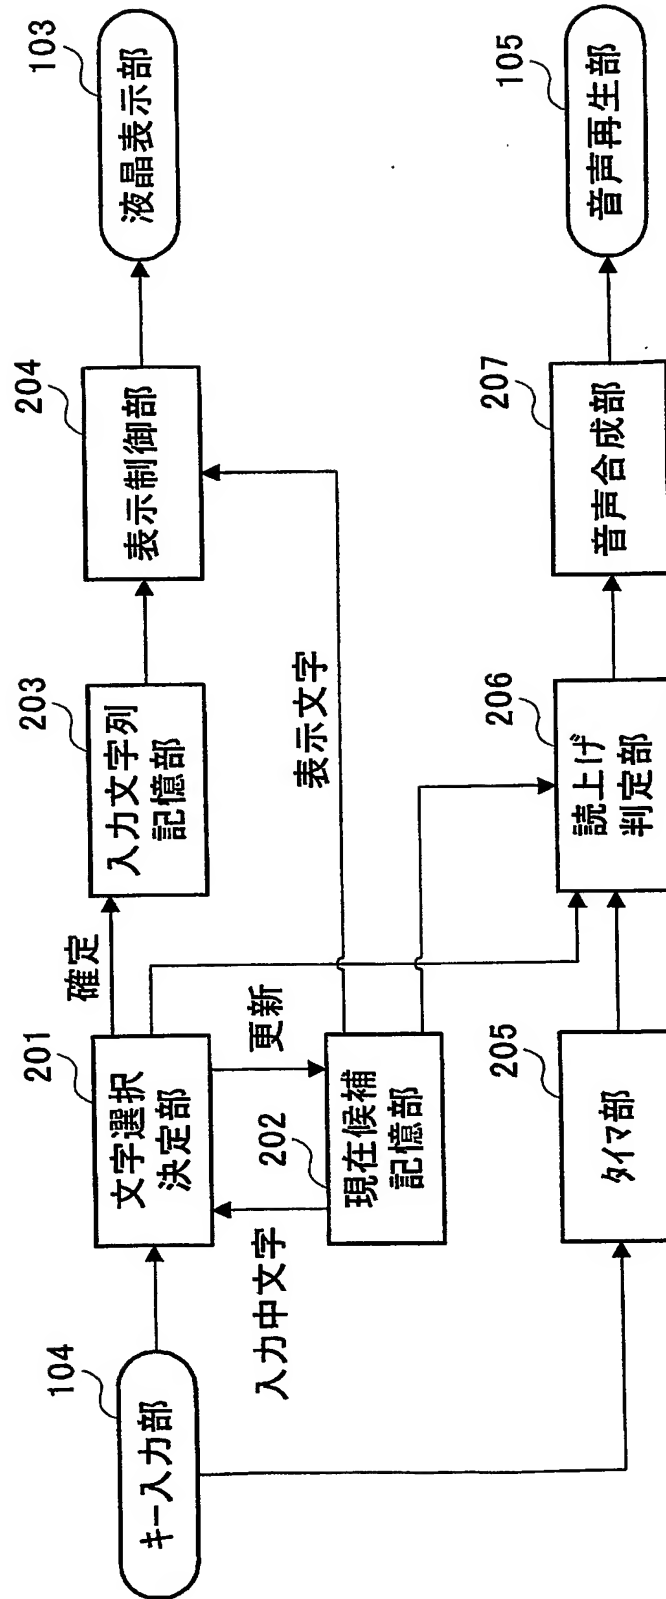 104
キー入力部
201
文字選択
決定部
確定
203
入力文字列
記憶部
204
表示制御部
103
液晶表示部
入力中文字
更新
202
現在候補
記憶部
表示文字
205
タイマ部
206
読上げ
判定部
207
音声合成部
105
音声再生部